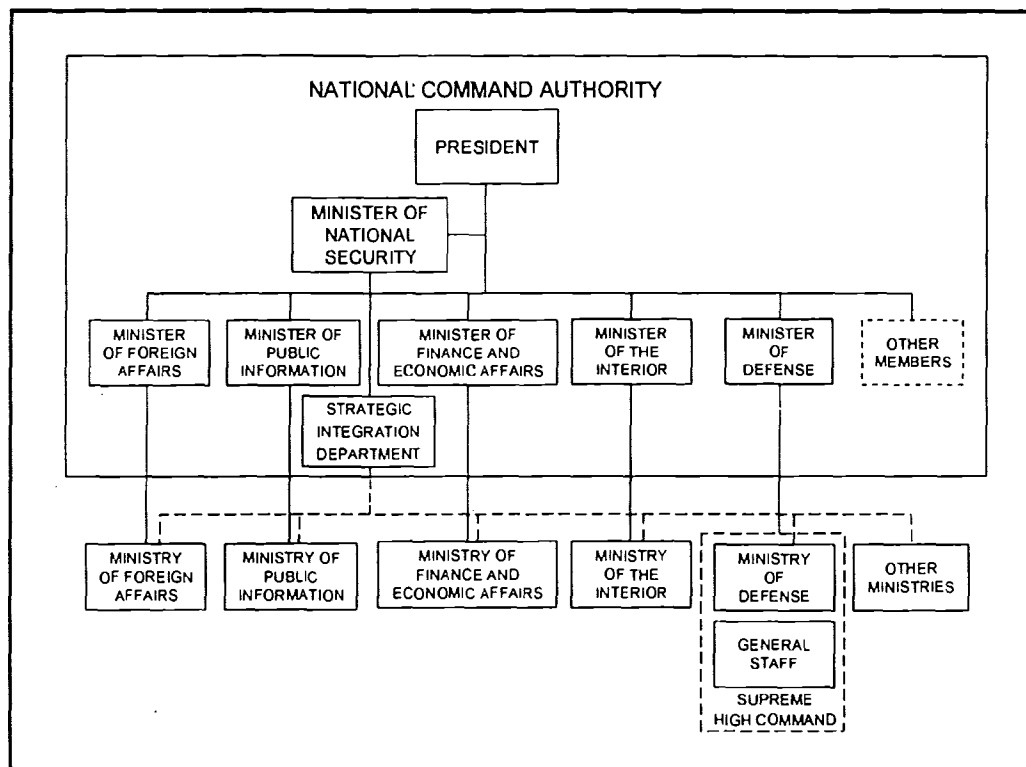 NATIONAL COMMAND AUTHORITY
PRESIDENT
MINISTER OF
NATIONAL
SECURITY
MINISTER
OF FOREIGN
AFFAIRS
MINISTER OF
PUBLIC
INFORMATION
MINISTER OF
FINANCE AND
ECONOMIC AFFAIRS
MINISTER
OF THE
INTERIOR
MINISTER
OF
DEFENSE
OTHER
MEMBERS
STRATEGIC
INTEGRATION
DEPARTMENT
MINISTRY
OF FOREIGN
AFFAIRS
MINISTRY OF
PUBLIC
INFORMATION
MINISTRY OF
FINANCE AND
ECONOMIC AFFAIRS
MINISTRY
OF THE
INTERIOR
MINISTRY
OF
DEFENSE
OTHER
MINISTRIES
GENERAL
STAFF
SUPREME
HIGH COMMAND